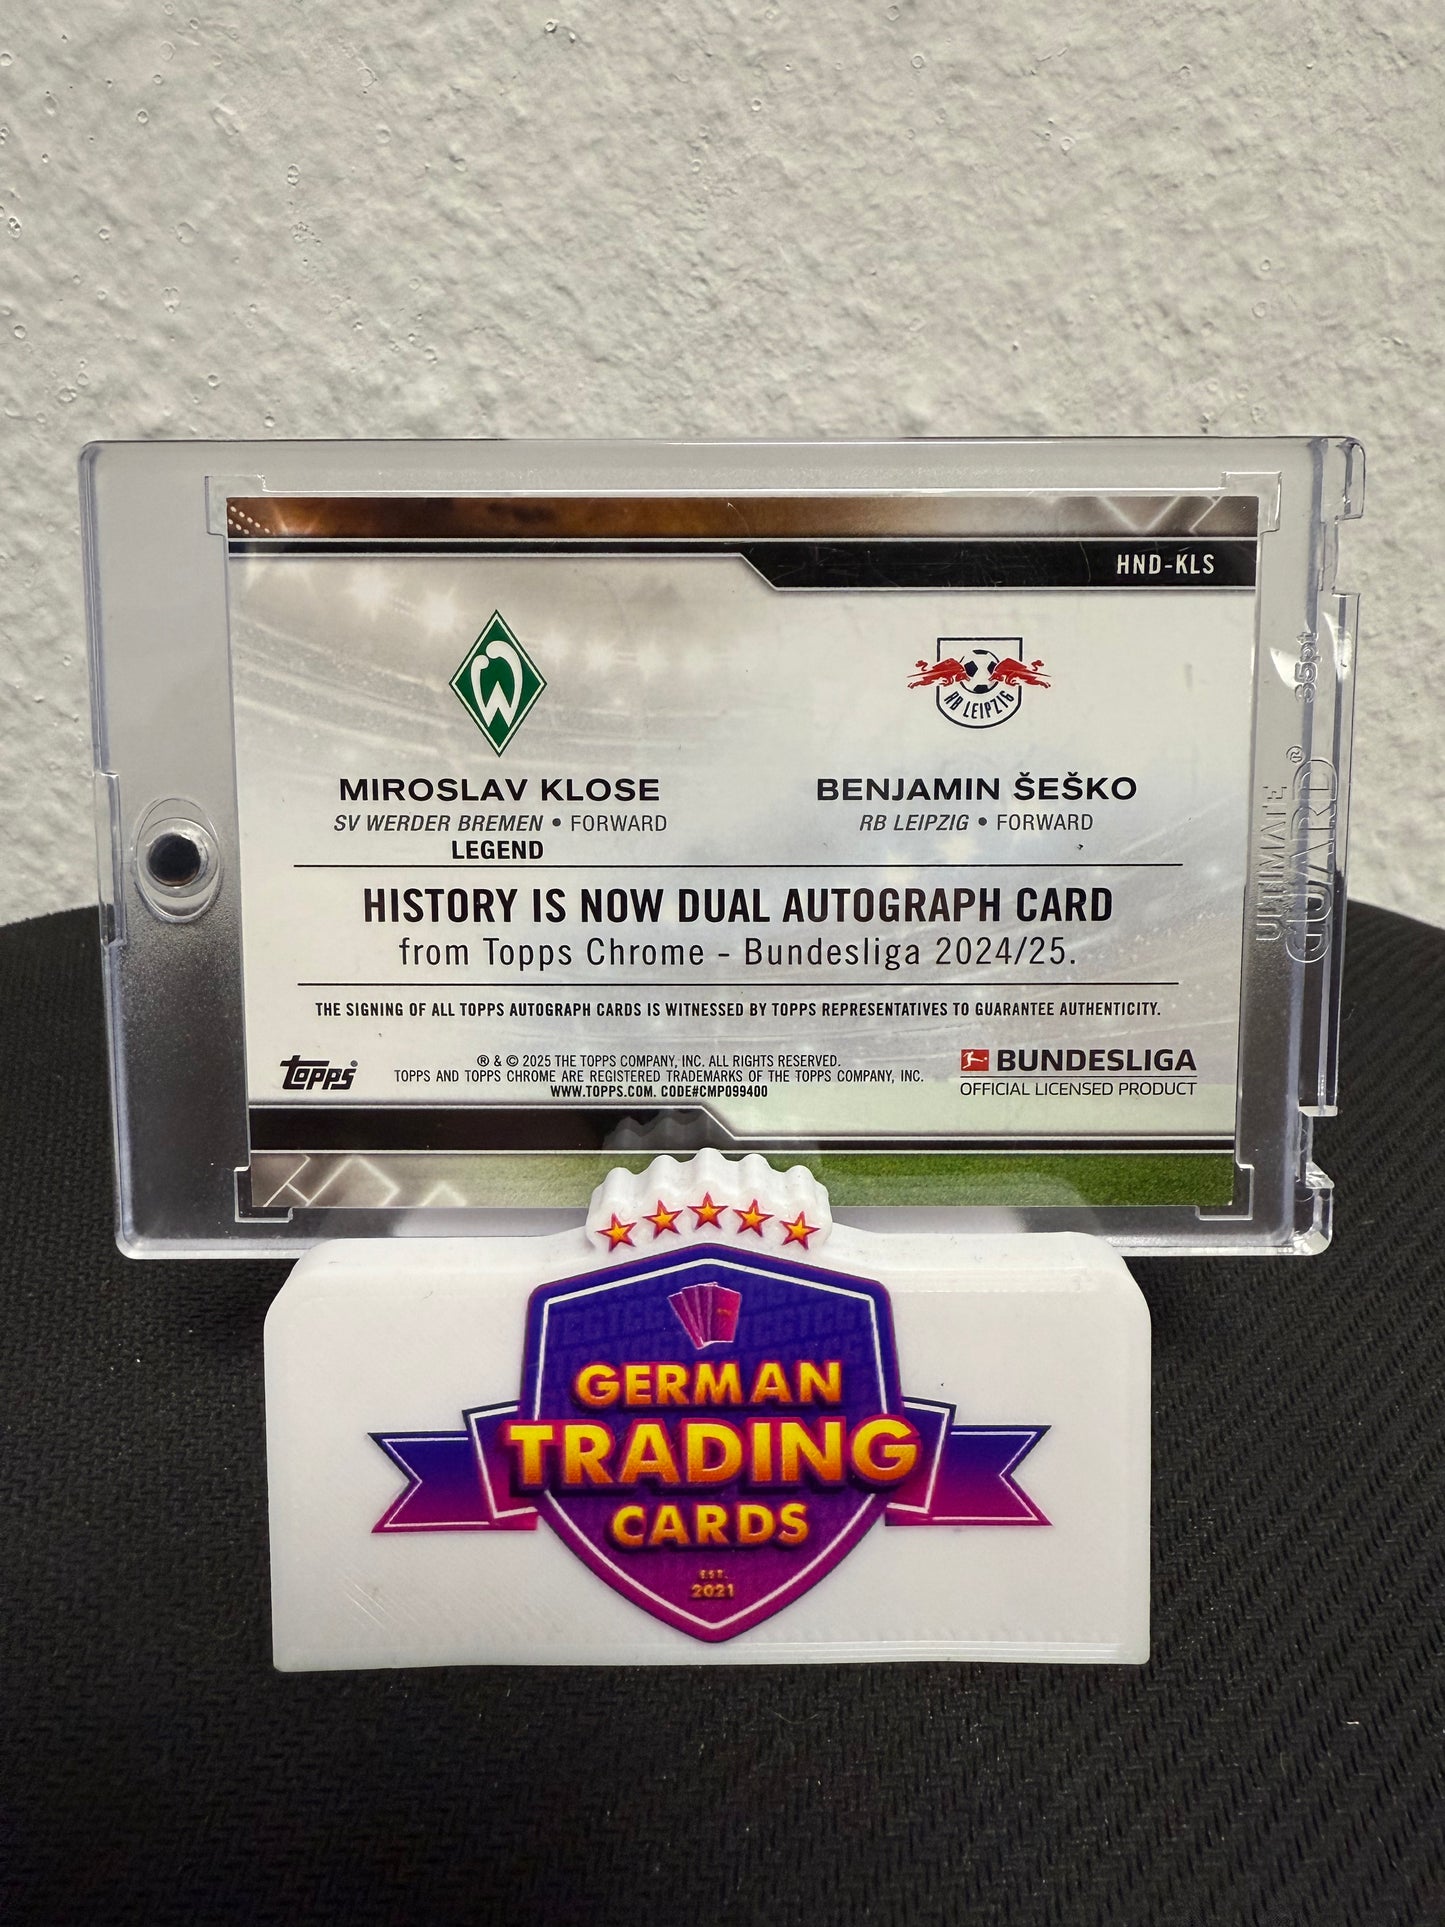 HND-KLS
RB LEIPZIG
MIROSLAV KLOSE
SV WERDER BREMEN • FORWARD
LEGEND
BENJAMIN ŠEŠKO
RB LEIPZIG • FORWARD
HISTORY IS NOW DUAL AUTOGRAPH CARD
from Topps Chrome - Bundesliga 2024/25.
THE SIGNING OF ALL TOPPS AUTOGRAPH CARDS IS WITNESSED BY TOPPS REPRESENTATIVES TO GUARANTEE AUTHENTICITY.
topps®
® & © 2025 THE TOPPS COMPANY, INC. ALL RIGHTS RESERVED.
TOPPS AND TOPPS CHROME ARE REGISTERED TRADEMARKS OF THE TOPPS COMPANY, INC.
WWW.TOPPS.COM. CODE#CMP099400
BUNDESLIGA
OFFICIAL LICENSED PRODUCT
35pt
ULTIMATE
GUARD®
GERMAN
TRADING
CARDS
EST.
2021